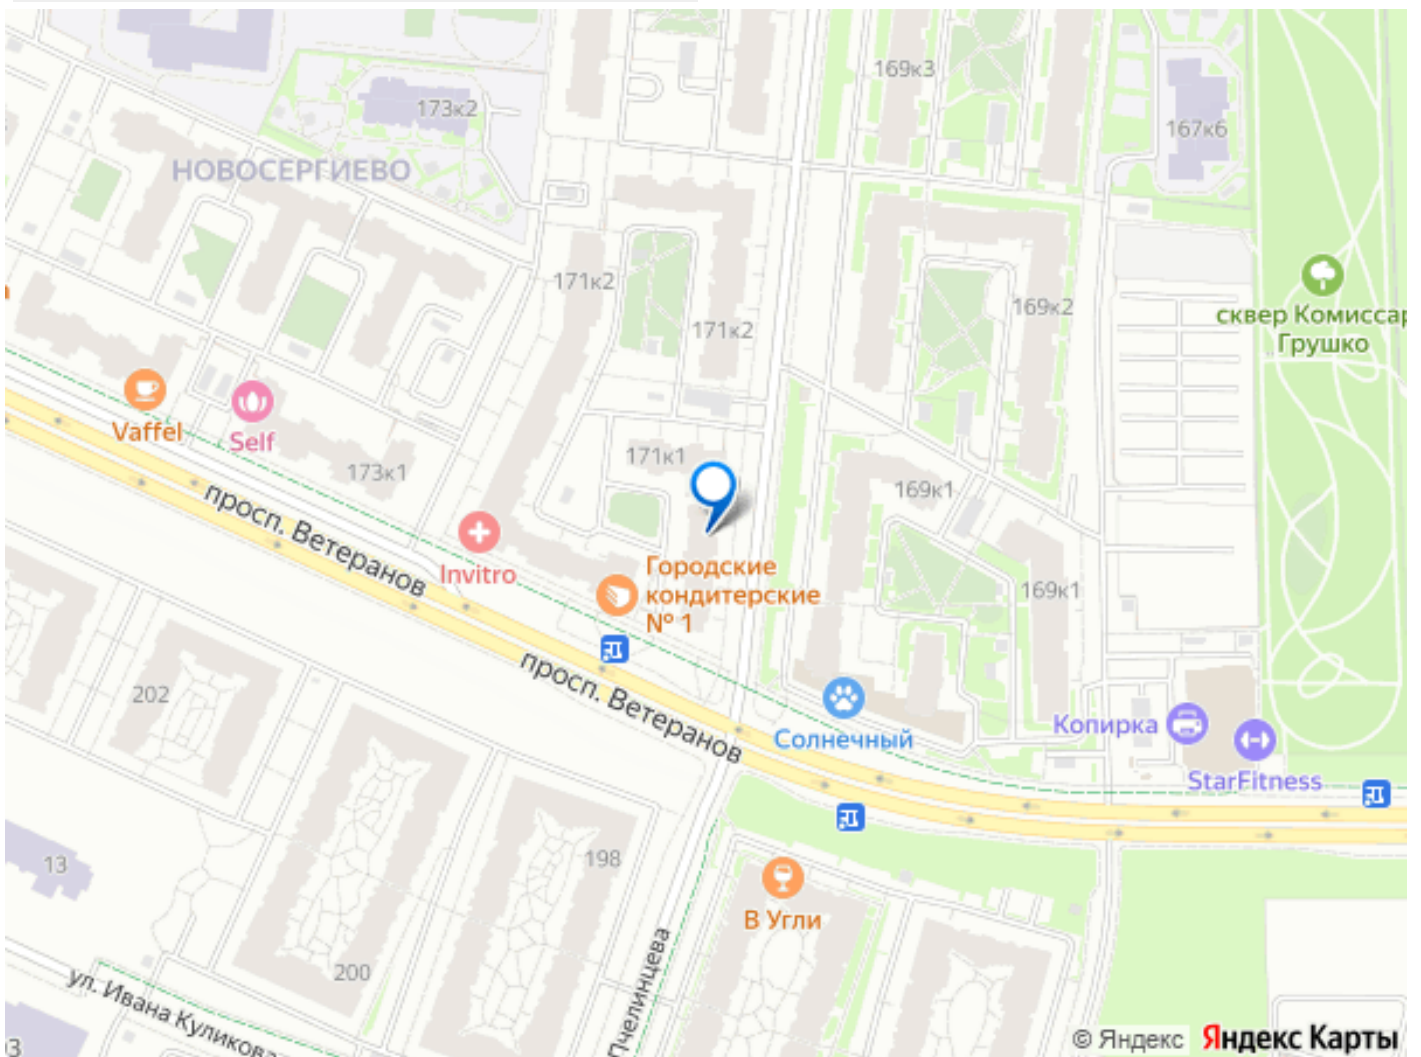 169к3
173к2
167к6
НОВОСЕРГИЕВО
171к2
169к2
171к2
сквер Комиссар
Грушко
Vaffel
Self
171к1
173к1
169к1
просп. Ветеранов
Invitro
Городские
кондитерские
№ 1
169к1
просп. Ветеранов
202
Солнечный
Копирка
StarFitness
198
13
В Угли
200
Пчелинцева
ул. Ивана Куликова
3
© Яндекс
Яндекс Карты